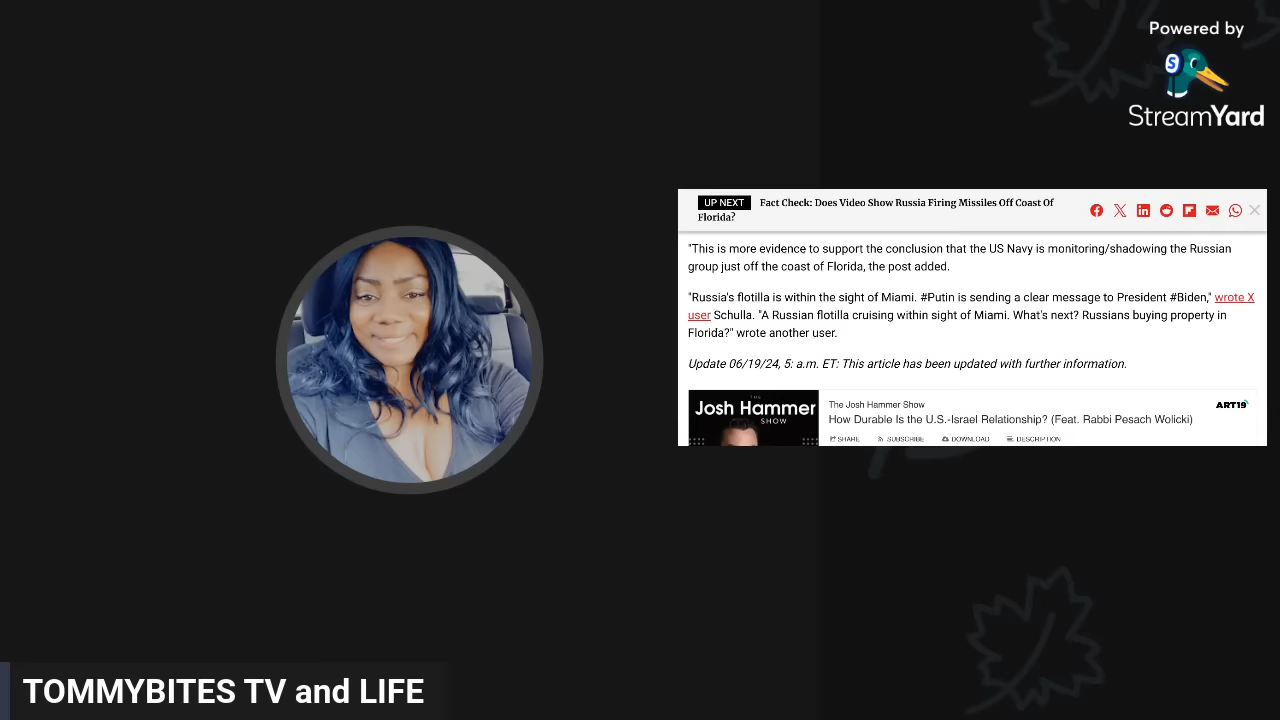 Powered by
S
StreamYard
UP NEXT Fact Check: Does Video Show Russia Firing Missiles Off Coast Of
Florida?
"This is more evidence to support the conclusion that the US Navy is monitoring/shadowing the Russian
group just off the coast of Florida, the post added.
"Russia's flotilla is within the sight of Miami. #Putin is sending a clear message to President #Biden," wrote X
user Schulla. "A Russian flotilla cruising within sight of Miami. What's next? Russians buying property in
Florida?" wrote another user.
Update 06/19/24, 5: a.m. ET: This article has been updated with further information.
THE
Josh Hammer
SHOW
The Josh Hammer Show
ART19
How Durable Is the U.S.-Israel Relationship? (Feat. Rabbi Pesach Wolicki)
SHARE SUBSCRIBE DOWNLOAD DESCRIPTION
TOMMYBITES TV and LIFE